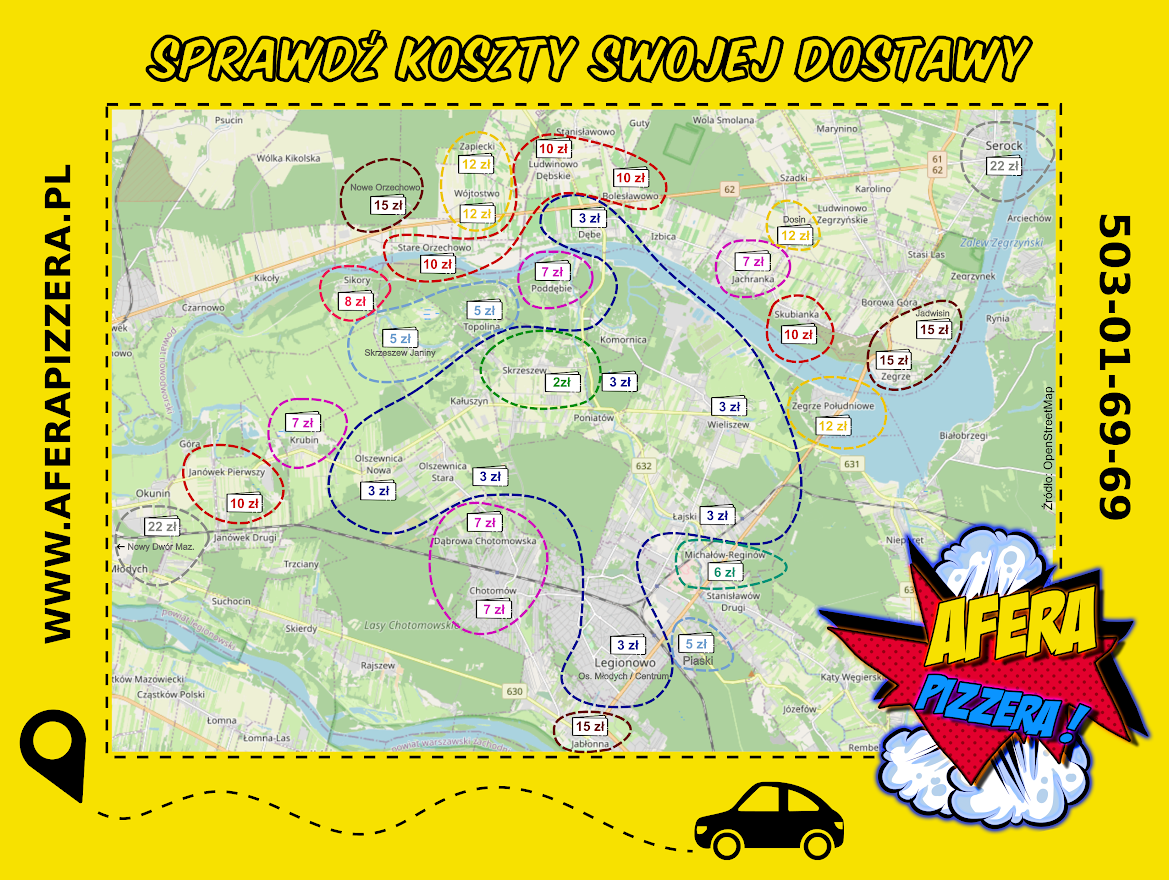 SPRAWDŹ KOSZTY SWOJEJ DOSTAWY
WWW.AFERAPIZZERA.PL
503-01-69-69
Psucin
Wólka Kikolska
Zapiecki
12 zł
Wójtostwo
12 zł
Nowe Orzechowo
15 zł
Stanisławowo
10 zł
Ludwinowo
Dębskie
10 zł
Bolesławowo
Guty
Wola Smolana
Marynino
Szadki
Karolino
61
62
62
Serock
22 zł
Arciechów
Ludwinowo
Zegrzyńskie
Dosin
12 zł
Zalew Zegrzyński
Stasi Las
Zegrzynek
3 zł
Dębe
Izbica
Stare Orzechowo
10 zł
7 zł
Poddębie
7 zł
Jachranka
Kikoły
Sikory
8 zł
Czarnowo
5 zł
Topolina
5 zł
Skrzeszew Janiny
Borowa Góra
Jadwisin
15 zł
Rynia
Skubianka
10 zł
15 zł
Zegrze
Komornica
Skrzeszew
2zł
3 zł
Kałuszyn
Poniatów
3 zł
Wieliszew
Zegrze Południowe
12 zł
Białobrzegi
Źródło: OpenStreetMap
7 zł
Krubin
Góra
Janówek Pierwszy
10 zł
Janówek Drugi
Okunin
22 zł
← Nowy Dwór Maz.
Olszewnica
Nowa
3 zł
Olszewnica
Stara
3 zł
632
631
Łajski
3 zł
7 zł
Dąbrowa Chotomowska
Trzciany
Michałów-Reginów
6 zł
Stanisławów
Drugi
Chotomów
7 zł
Suchocin
Skierdy
Lasy Chotomowskie
Rajszew
3 zł
Legionowo
Os. Młodych / Centrum
5 zł
Piaski
630
Cząstków Polski
Łomna
Łomna-Las
15 zł
Jabłonna
Józefów
AFERA
PIZZERA!